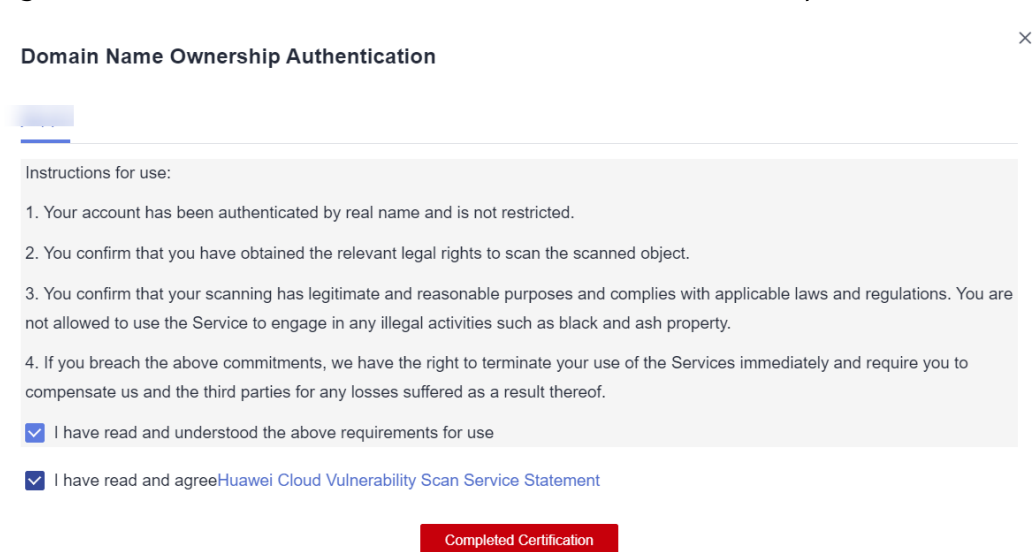 Domain Name Ownership Authentication
Instructions for use:
1. Your account has been authenticated by real name and is not restricted.
2. You confirm that you have obtained the relevant legal rights to scan the scanned object.
3. You confirm that your scanning has legitimate and reasonable purposes and complies with applicable laws and regulations. You are
not allowed to use the Service to engage in any illegal activities such as black and ash property.
4. If you breach the above commitments, we have the right to terminate your use of the Services immediately and require you to
compensate us and the third parties for any losses suffered as a result thereof.
I have read and understood the above requirements for use
I have read and agreeHuawei Cloud Vulnerability Scan Service Statement
Completed Certification